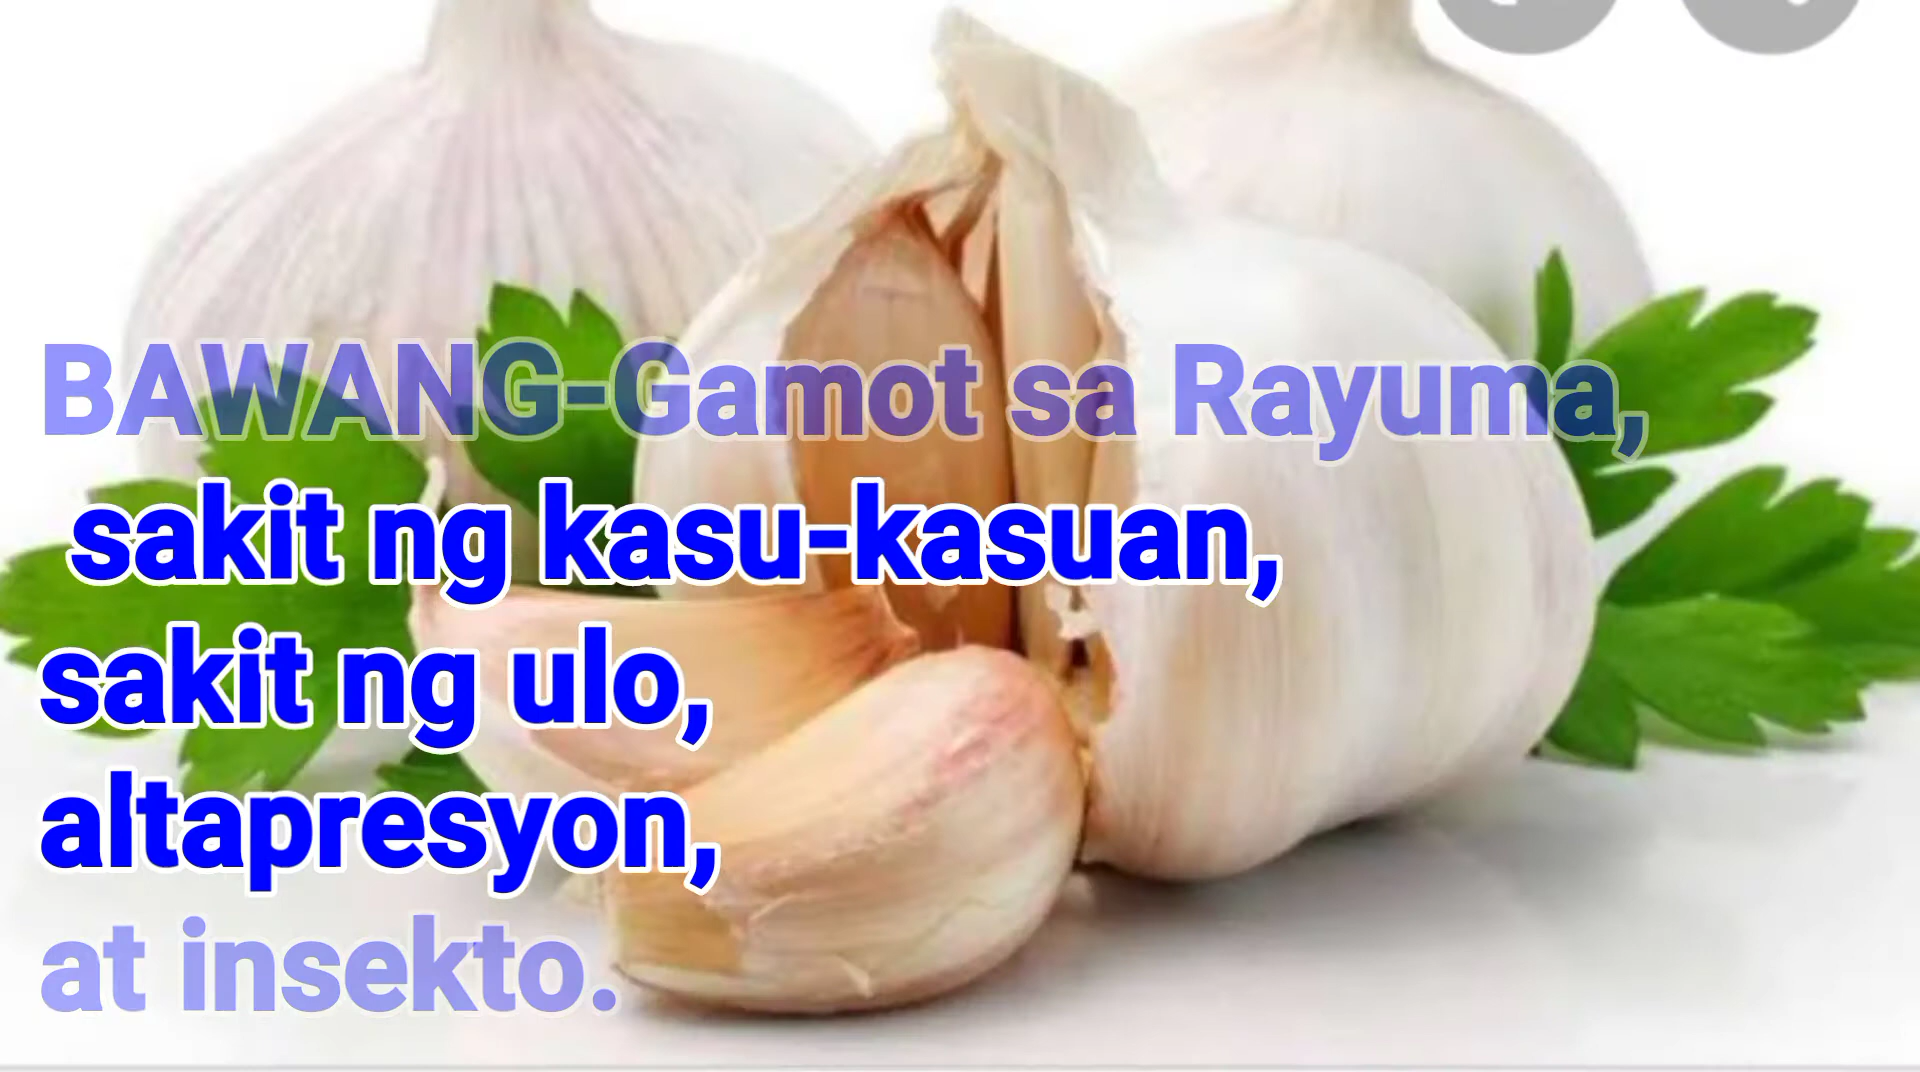 BAWANG-Gamot sa Rayuma,
sakit ng kasu-kasuan,
sakit ng ulo,
altapresyon,
at insekto.